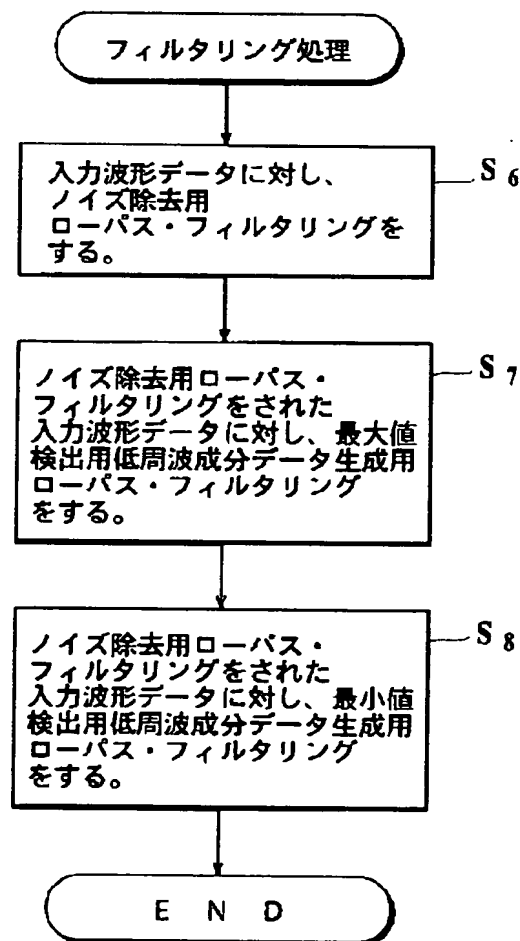 フィルタリング処理
入力波形データに対し、
ノイズ除去用
ローパス・フィルタリングを
する。
S 6
ノイズ除去用ローパス・
フィルタリングをされた
入力波形データに対し、最大値
検出用低周波成分データ生成用
ローパス・フィルタリング
をする。
S 7
ノイズ除去用ローパス・
フィルタリングをされた
入力波形データに対し、最小値
検出用低周波成分データ生成用
ローパス・フィルタリング
をする。
S 8
E N D